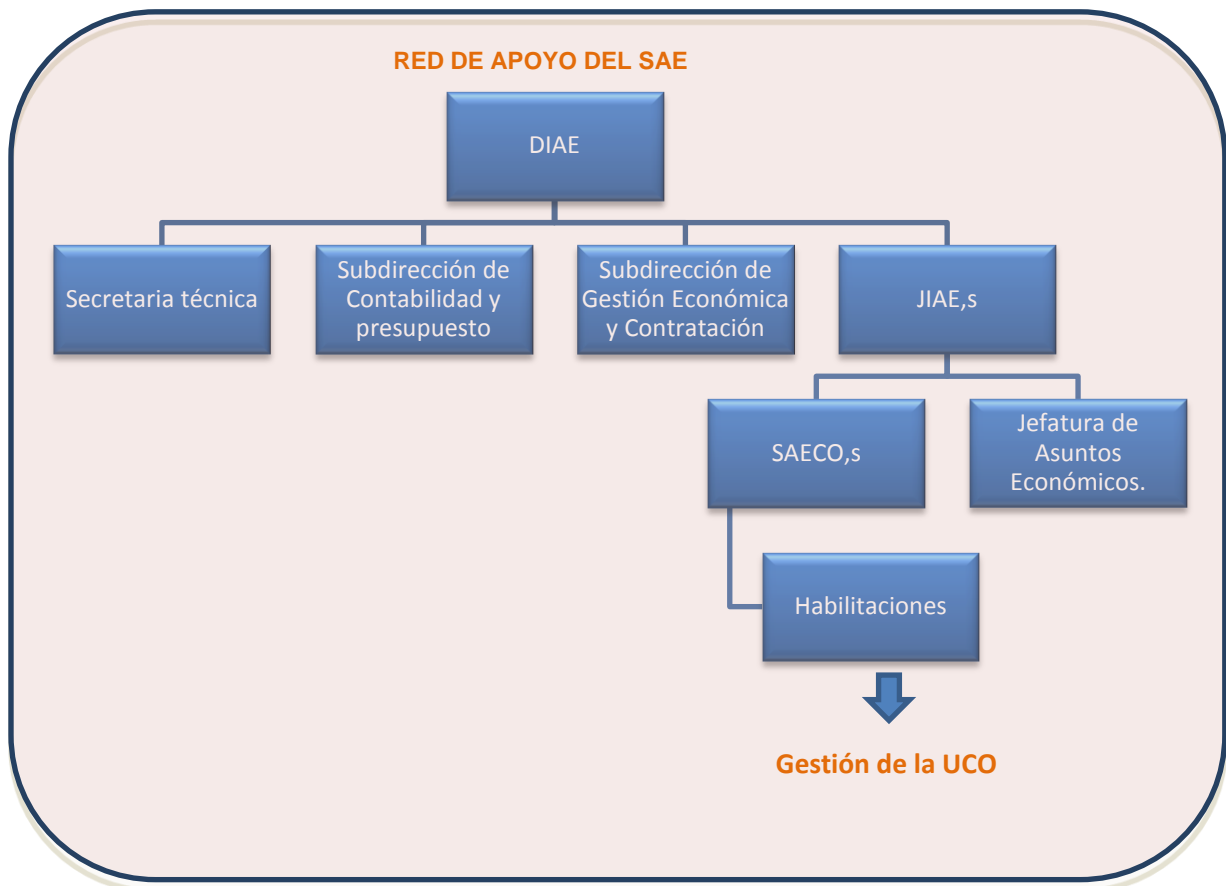 RED DE APOYO DEL SAE
DIAE
Secretaria técnica
Subdirección de
Contabilidad y
presupuesto
Subdirección de
Gestión Económica
y Contratación
JIAE,s
SAECO,s
Jefatura de
Asuntos
Económicos.
Habilitaciones
Gestión de la UCO